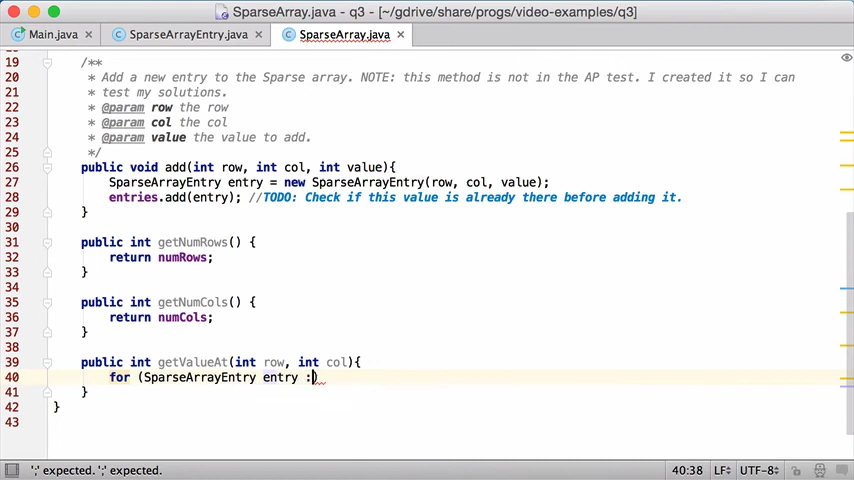 SparseArray.java - q3 - [~/gdrive/share/progs/video-examples/q3]
Main.java
SparseArrayEntry.java
SparseArray.java
19 /**
20 * Add a new entry to the Sparse array. NOTE: this method is not in the AP test. I created it so I can
21 * test my solutions.
22 * @param row the row
23 * @param col the col
24 * @param value the value to add.
25 */
26 public void add(int row, int col, int value){
27 SparseArrayEntry entry = new SparseArrayEntry(row, col, value);
28 entries.add(entry); //TODO: Check if this value is already there before adding it.
29 }
30
31 public int getNumRows() {
32 return numRows;
33 }
34
35 public int getNumCols() {
36 return numCols;
37 }
38
39 public int getValueAt(int row, int col){
40 for (SparseArrayEntry entry :)
41 }
42 }
43
';' expected. ';' expected.
40:38 LF UTF-8